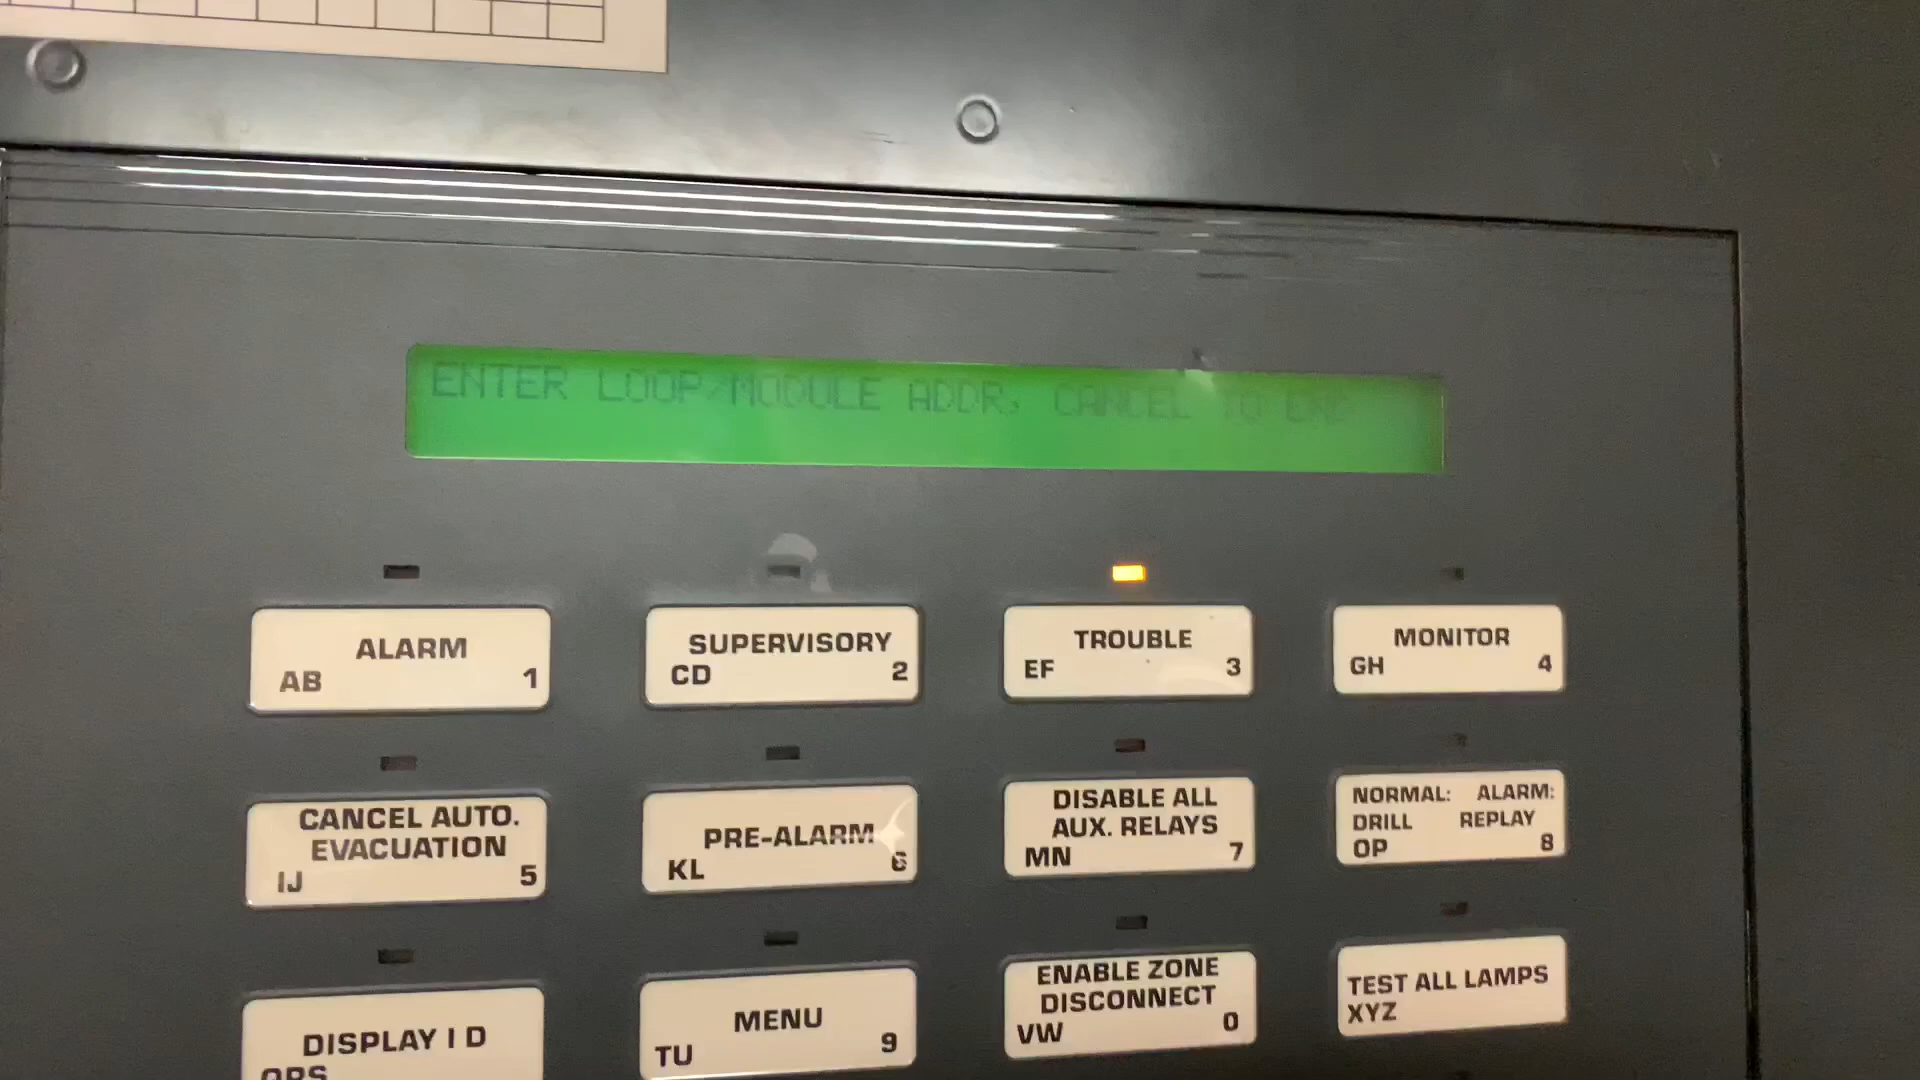 ENTER LOOP/MODULE ADDR, CANCEL TO END
ALARM
AB 1
SUPERVISORY
CD 2
TROUBLE
EF 3
MONITOR
GH 4
CANCEL AUTO.
EVACUATION
IJ 5
PRE-ALARM
KL 6
DISABLE ALL
AUX. RELAYS
MN 7
NORMAL: ALARM:
DRILL REPLAY
OP 8
DISPLAY I D
QRS
MENU
TU 9
ENABLE ZONE
DISCONNECT
VW 0
TEST ALL LAMPS
XYZ